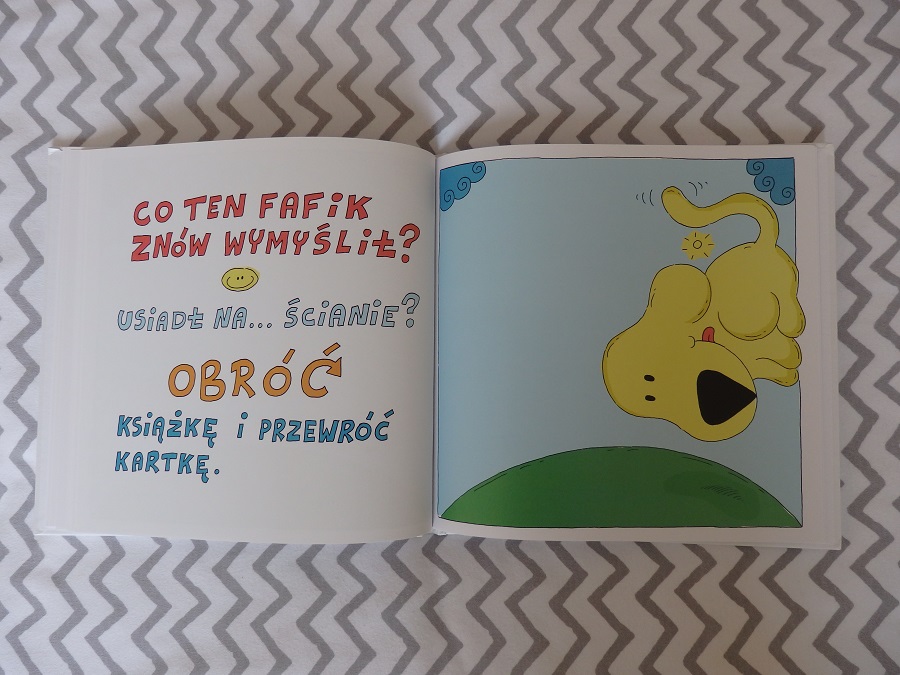 CO TEN FAFiK
ZNÓW WYMYŚLiŁ?
USiADŁ NA... ŚCiANiE?
OBRÓĆ
KSiĄŻKĘ i PRZEWRÓĆ
KARTKĘ.